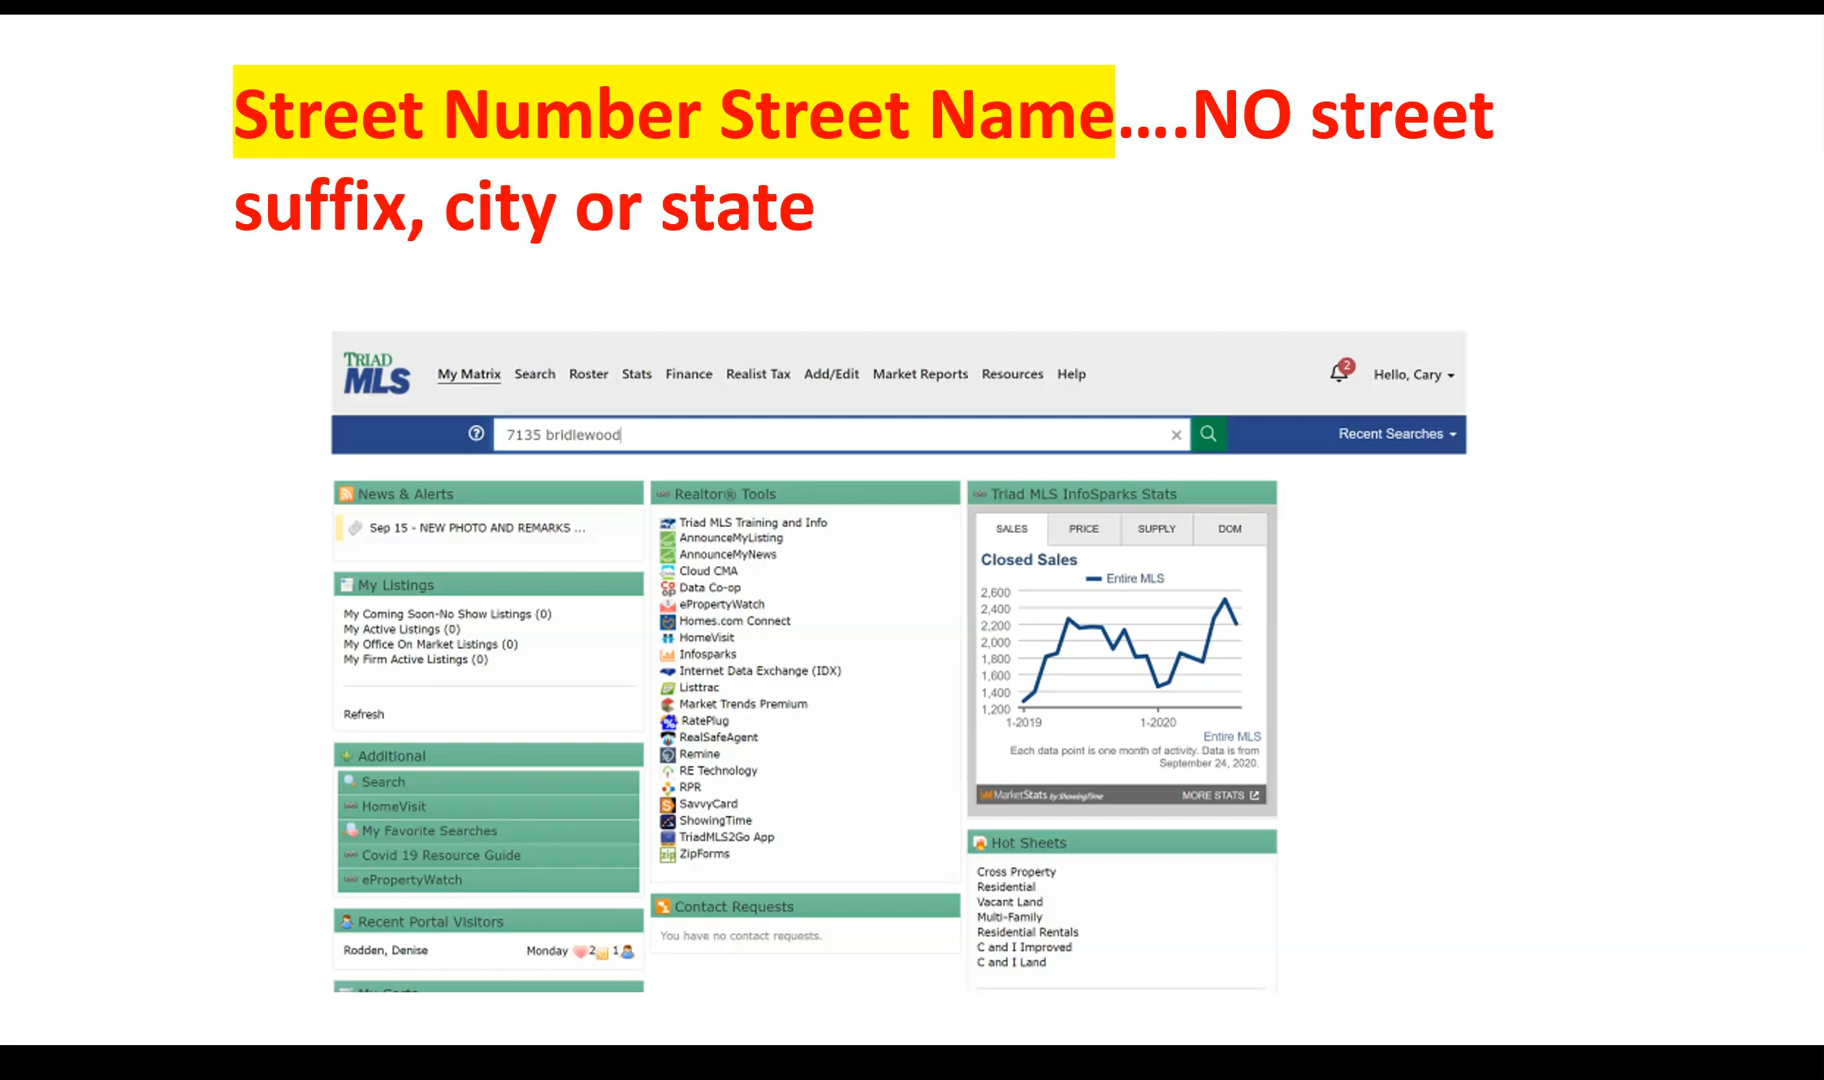 Street Number Street Name....NO street
suffix, city or state
TRIAD
MLS
My Matrix Search Roster Stats Finance Realist Tax Add/Edit Market Reports Resources Help
2
Hello, Cary
7135 bridlewood
Recent Searches
News & Alerts
Sep 15 - NEW PHOTO AND REMARKS ...
My Listings
My Coming Soon-No Show Listings (0)
My Active Listings (0)
My Office On Market Listings (0)
My Firm Active Listings (0)
Refresh
Additional
Search
HomeVisit
My Favorite Searches
Covid 19 Resource Guide
ePropertyWatch
Recent Portal Visitors
Rodden, Denise Monday 2 1
Realtor® Tools
Triad MLS Training and Info
AnnounceMyListing
AnnounceMyNews
Cloud CMA
Data Co-op
ePropertyWatch
Homes.com Connect
HomeVisit
Infosparks
Internet Data Exchange (IDX)
Listtrac
Market Trends Premium
RatePlug
RealSafeAgent
Remine
RE Technology
RPR
SavvyCard
ShowingTime
TriadMLS2Go App
ZipForms
Contact Requests
You have no contact requests.
Triad MLS InfoSparks Stats
SALES PRICE SUPPLY DOM
Closed Sales
Entire MLS
2,600
2,400
2,200
2,000
1,800
1,600
1,400
1,200
1-2019 1-2020
Entire MLS
Each data point is one month of activity. Data is from
September 24, 2020.
MarketStats by ShowingTime MORE STATS
Hot Sheets
Cross Property
Residential
Vacant Land
Multi-Family
Residential Rentals
C and I Improved
C and I Land